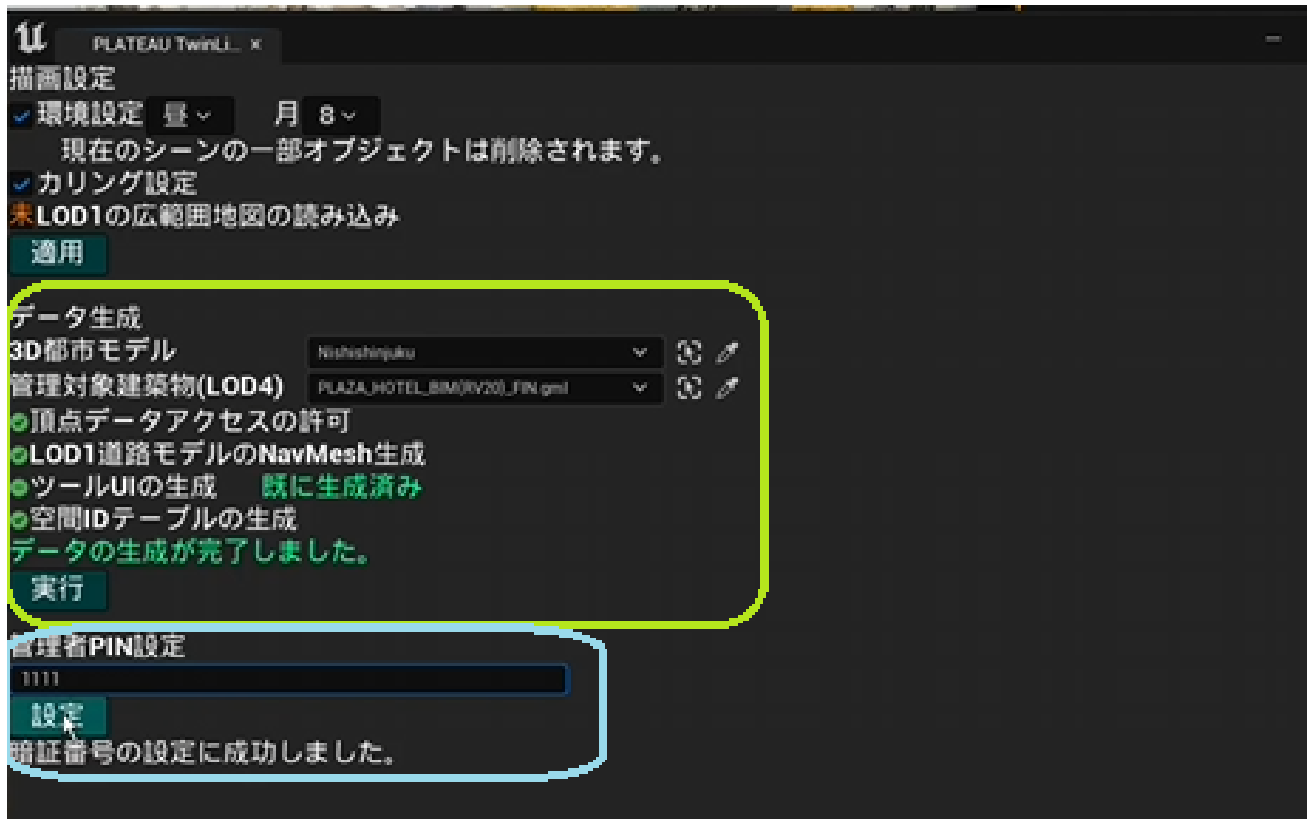 PLATEAU TwinLi...
描画設定
環境設定 昼 月 8
現在のシーンの一部オブジェクトは削除されます。
カリング設定
未LOD1の広範囲地図の読み込み
適用
データ生成
3D都市モデル Nishishinjuku
管理対象建築物(LOD4) PLAZA_HOTEL_BIM(RV20)_FIN.gml
頂点データアクセスの許可
LOD1道路モデルのNavMesh生成
ツールUIの生成 既に生成済み
空間IDテーブルの生成
データの生成が完了しました。
実行
管理者PIN設定
1111
設定
暗証番号の設定に成功しました。